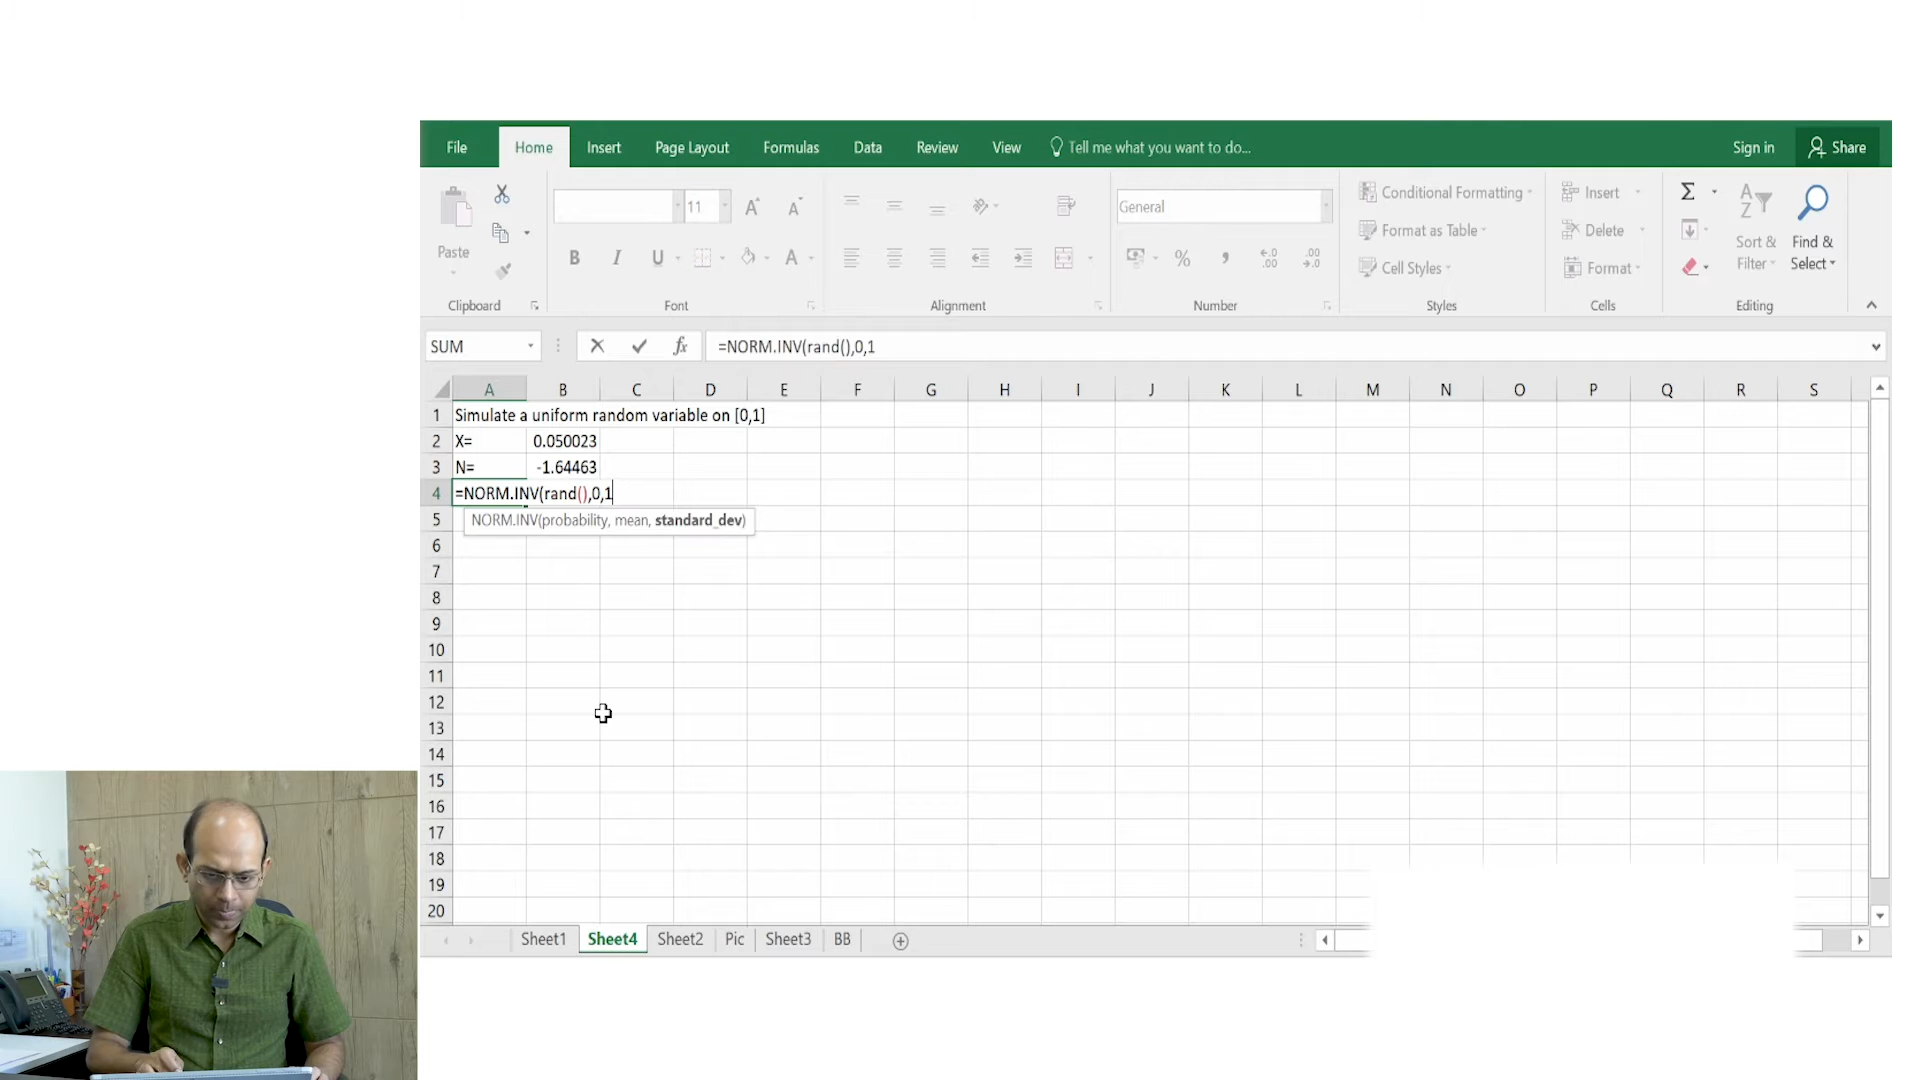 File Home Insert Page Layout Formulas Data Review View Tell me what you want to do... Sign in Share
Paste
Clipboard
11
B I U A
Font
Alignment
General
% , .00
Number
Conditional Formatting
Format as Table
Cell Styles
Styles
Insert
Delete
Format
Cells
Σ
Sort & Filter
Find & Select
Editing
SUM fx =NORM.INV(rand(),0,1
A B C D E F G H I J K L M N O P Q R S
1 Simulate a uniform random variable on [0,1]
2 X= 0.050023
3 N= -1.64463
4 =NORM.INV(rand(),0,1
5 NORM.INV(probability, mean, standard_dev)
6
7
8
9
10
11
12
13
14
15
16
17
18
19
20
Sheet1 Sheet4 Sheet2 Pic Sheet3 BB